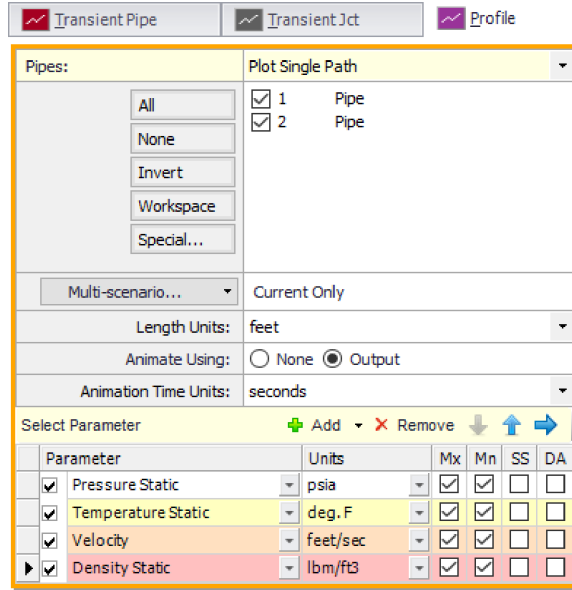 Transient Pipe Transient Jct Profile
Pipes: Plot Single Path
All 1 Pipe
2 Pipe
None
Invert
Workspace
Special...
Multi-scenario... Current Only
Length Units: feet
Animate Using: None Output
Animation Time Units: seconds
Select Parameter Add Remove
Parameter Units Mx Mn SS DA
Pressure Static psia
Temperature Static deg. F
Velocity feet/sec
Density Static lbm/ft3